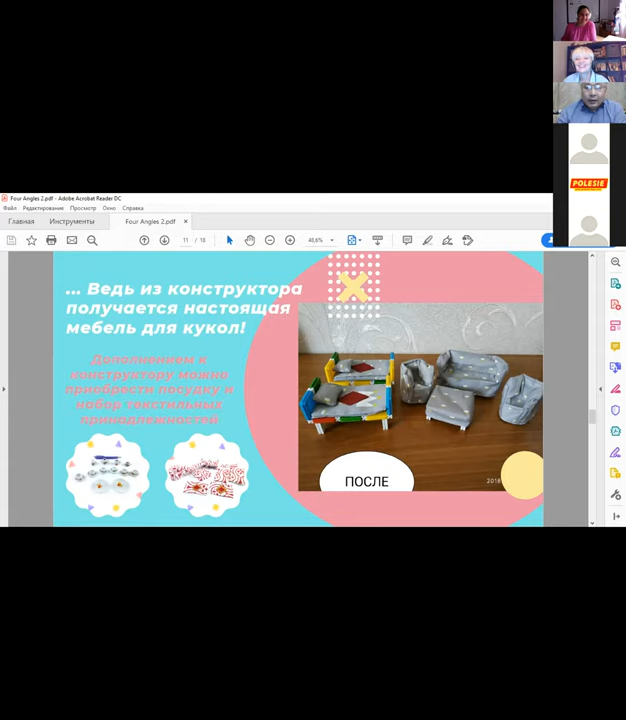 POLESIE
Four Angles 2.pdf - Adobe Acrobat Reader DC
Файл Редактирование Просмотр Окно Справка
Главная Инструменты Four Angles 2.pdf ×
11 / 18 48,6%
... Ведь из конструктора
получается настоящая
мебель для кукол!
Дополнением к
конструктору можно
приобрести посудку и
набор текстильных
принадлежностей
ПОСЛЕ
2018